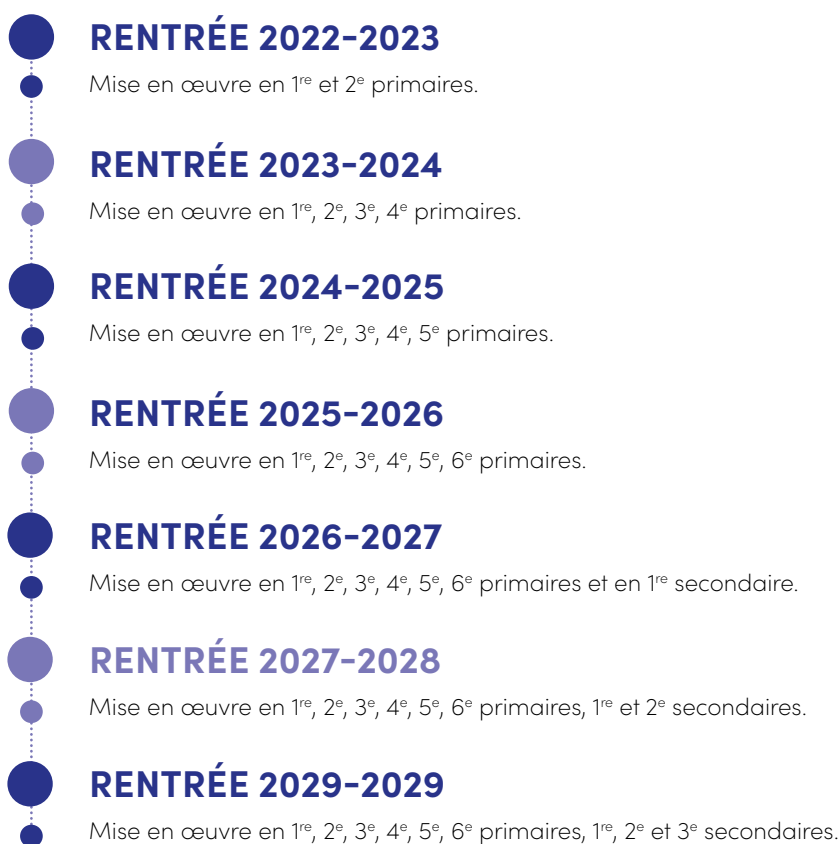 RENTRÉE 2022-2023
Mise en œuvre en 1re et 2e primaires.
RENTRÉE 2023-2024
Mise en œuvre en 1re, 2e, 3e, 4e primaires.
RENTRÉE 2024-2025
Mise en œuvre en 1re, 2e, 3e, 4e, 5e primaires.
RENTRÉE 2025-2026
Mise en œuvre en 1re, 2e, 3e, 4e, 5e, 6e primaires.
RENTRÉE 2026-2027
Mise en œuvre en 1re, 2e, 3e, 4e, 5e, 6e primaires et en 1re secondaire.
RENTRÉE 2027-2028
Mise en œuvre en 1re, 2e, 3e, 4e, 5e, 6e primaires, 1re et 2e secondaires.
RENTRÉE 2029-2029
Mise en œuvre en 1re, 2e, 3e, 4e, 5e, 6e primaires, 1re, 2e et 3e secondaires.